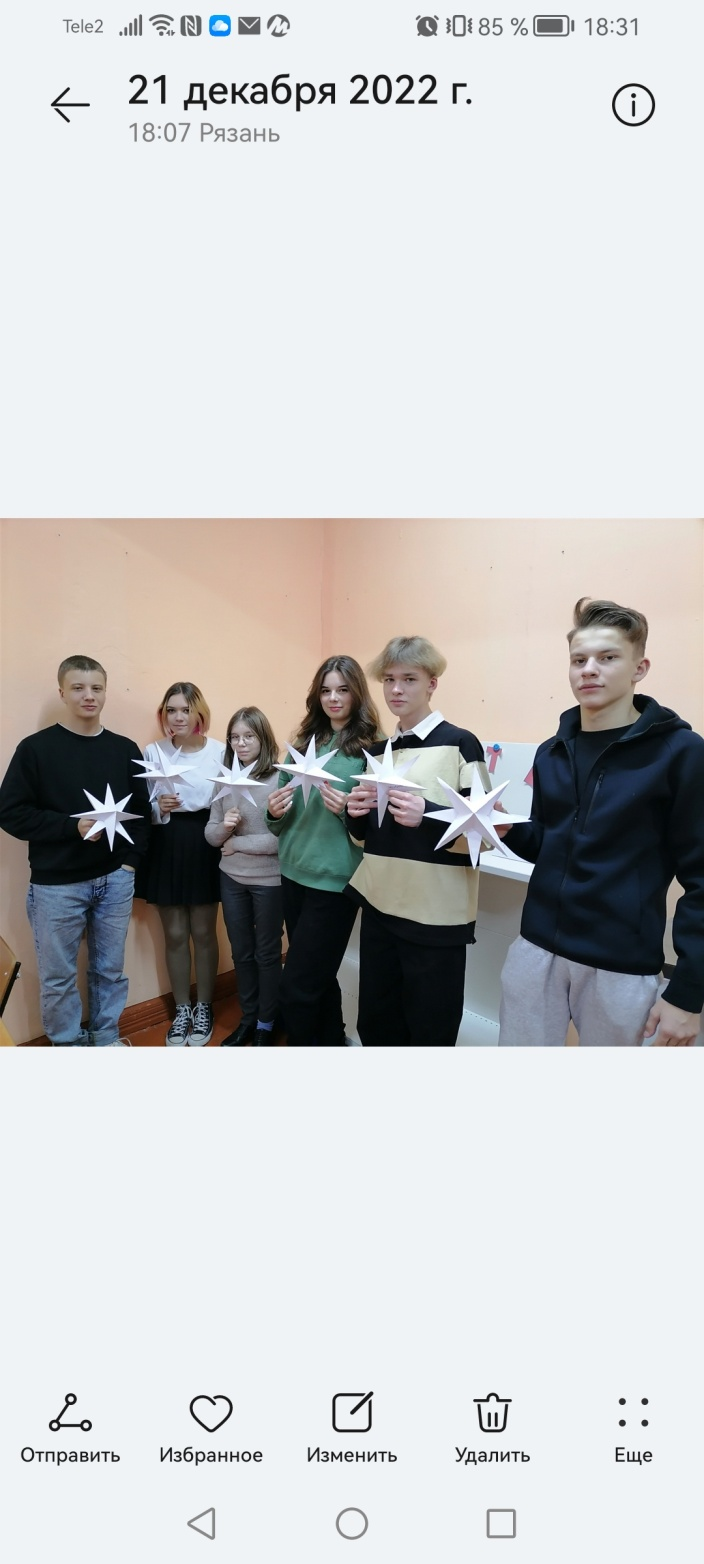 Tele2 85 % 18:31
21 декабря 2022 г.
18:07 Рязань
Отправить Избранное Изменить Удалить Еще